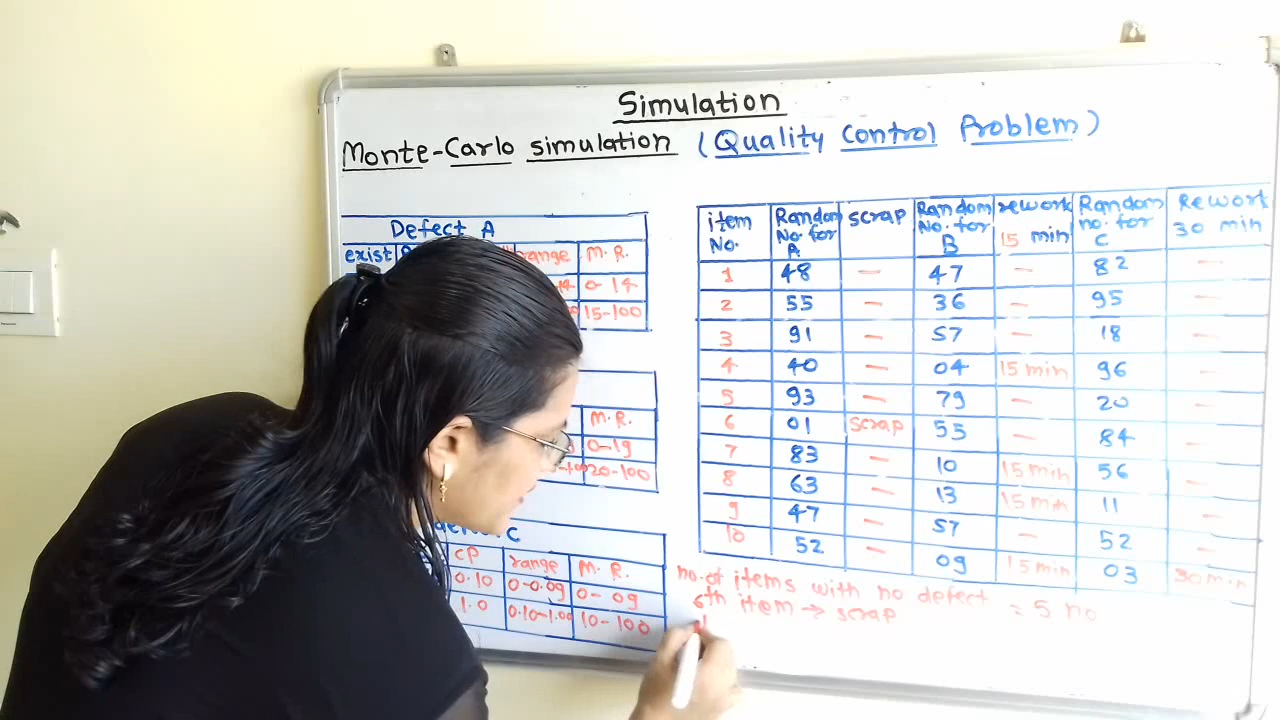 Simulation
Monte-Carlo simulation (Quality Control Problem)
Defect A
exist range M.R.
0-14
15-100
M.R.
0-19
20-100
C
CP range M.R.
0.10 0-0.09 0-09
1.0 0.10-1.00 10-100
item No. Random No. for A scrap Random No. for B rework 15 min Random no. for C Rework 30 min
1 48 — 47 — 82 —
2 55 — 36 — 95 —
3 91 — 57 — 18 —
4 40 — 04 15 min 96 —
5 93 — 79 — 20 —
6 01 scrap 55 — 84 —
7 83 — 10 15 min 56 —
8 63 — 13 15 min 11 —
9 47 — 57 — 52 —
10 52 — 09 15 min 03 30 min
no. of items with no defect = 5 no
6th item → scrap